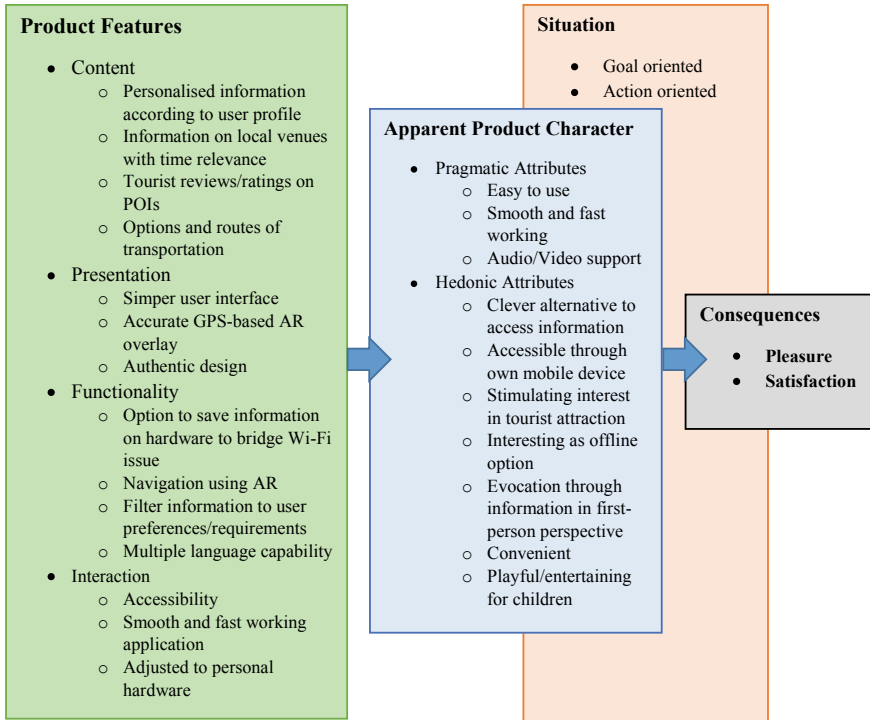 Product Features
• Content
o Personalised information
according to user profile
o Information on local venues
with time relevance
o Tourist reviews/ratings on
POIs
o Options and routes of
transportation
• Presentation
o Simper user interface
o Accurate GPS-based AR
overlay
o Authentic design
• Functionality
o Option to save information
on hardware to bridge Wi-Fi
issue
o Navigation using AR
o Filter information to user
preferences/requirements
o Multiple language capability
• Interaction
o Accessibility
o Smooth and fast working
application
o Adjusted to personal
hardware
Situation
• Goal oriented
• Action oriented
Apparent Product Character
• Pragmatic Attributes
o Easy to use
o Smooth and fast
working
o Audio/Video support
• Hedonic Attributes
o Clever alternative to
access information
o Accessible through
own mobile device
o Stimulating interest
in tourist attraction
o Interesting as offline
option
o Evocation through
information in first-
person perspective
o Convenient
o Playful/entertaining
for children
Consequences
• Pleasure
• Satisfaction